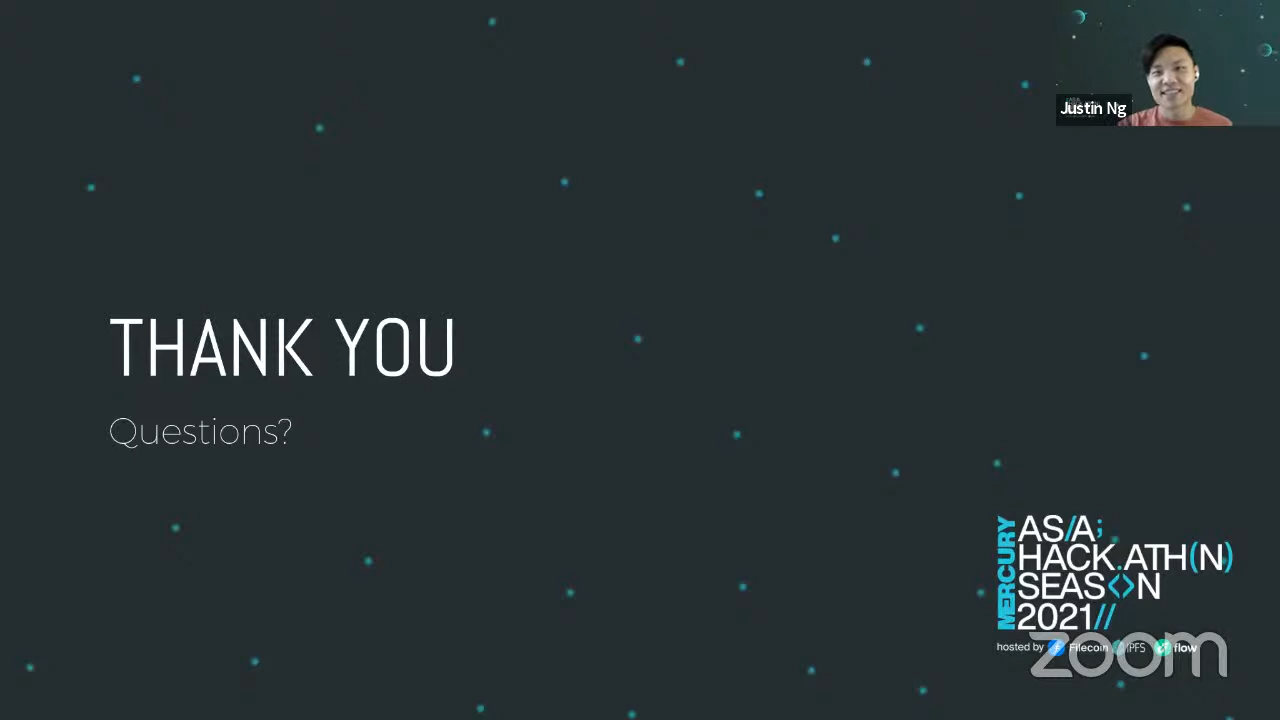 Justin Ng
THANK YOU
Questions?
MERCURY
AS/A;
HACK.ATH(N)
SEAS<>N
2021//
hosted by Filecoin IPFS flow
zoom